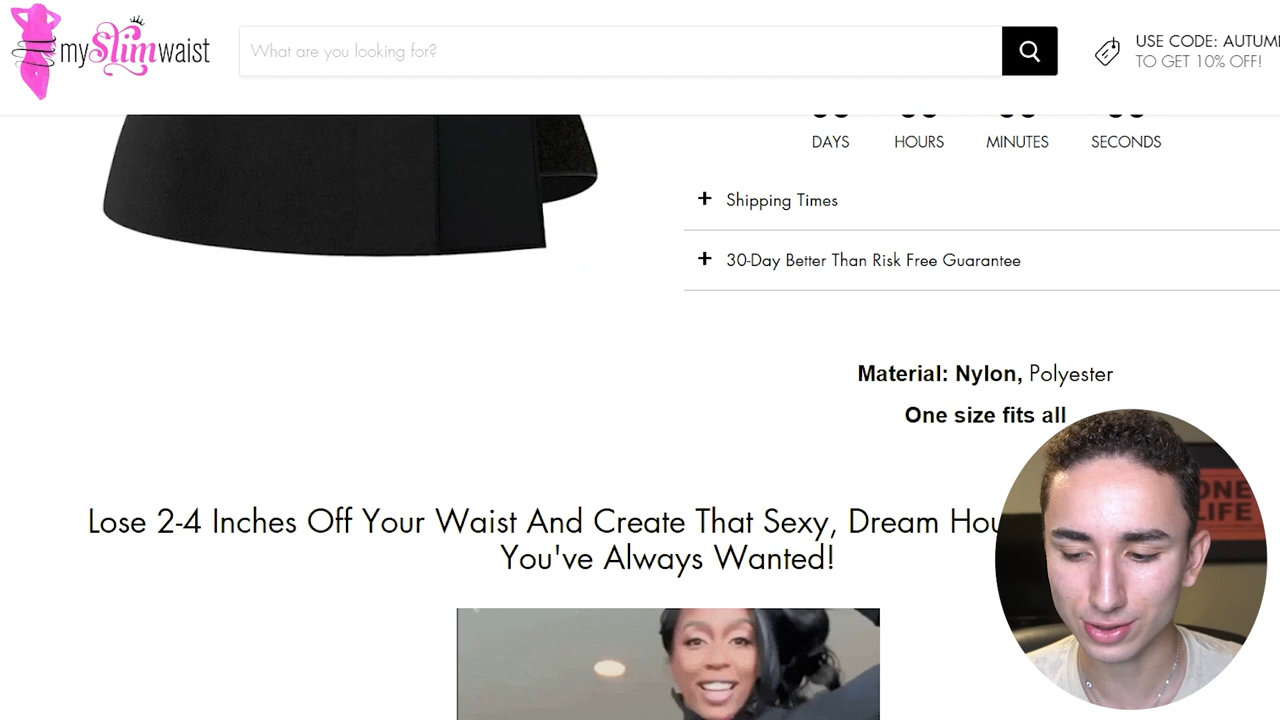 mySlimwaist
What are you looking for?
USE CODE: AUTUM
TO GET 10% OFF!
DAYS HOURS MINUTES SECONDS
+ Shipping Times
+ 30-Day Better Than Risk Free Guarantee
Material: Nylon, Polyester
One size fits all
Lose 2-4 Inches Off Your Waist And Create That Sexy, Dream Hou
You've Always Wanted!
ONE
LIFE